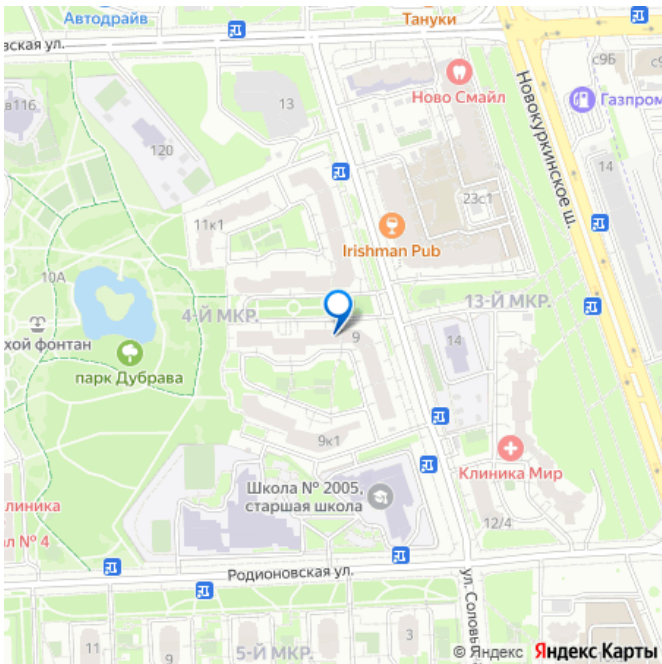 Автодрайв
Тануки
вская ул.
с9Б
с9
Ново Смайл
Газпром
13
в11б
120
14
Новокуркинское ш.
23с1
11к1
Irishman Pub
10А
4-Й МКР.
13-Й МКР.
9
14
хой фонтан
парк Дубрава
9к1
Клиника Мир
Школа № 2005,
старшая школа
линика
ал № 4
12/4
Родионовская ул.
ул. Соловь
11
9
3
5-Й МКР.
© Яндекс Яндекс Карты